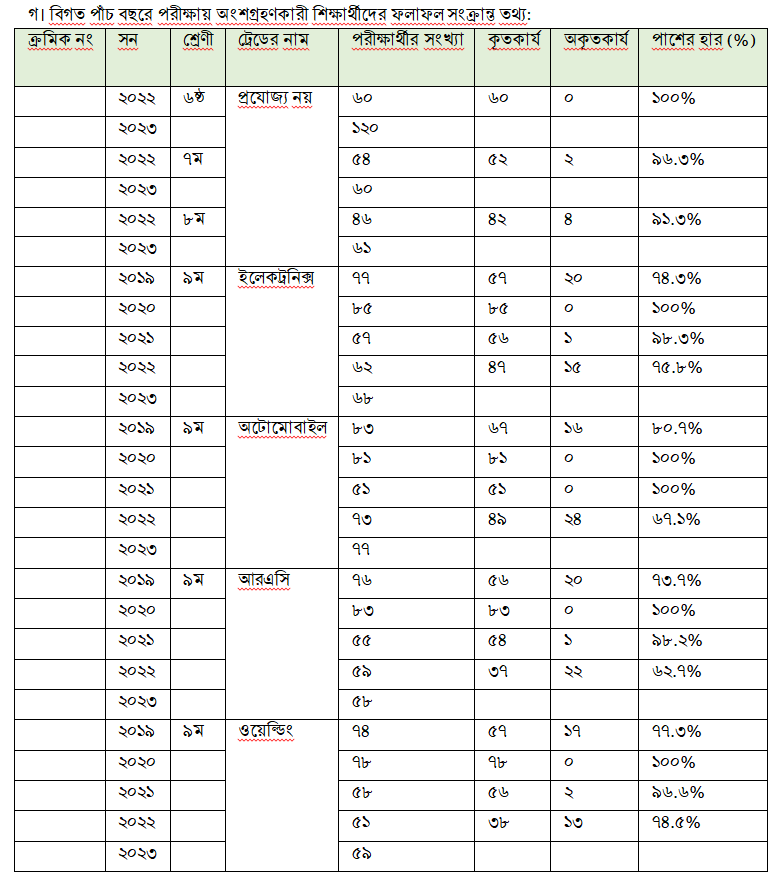 গ। বিগত পাঁচ বছরে পরীক্ষায় অংশগ্রহণকারী শিক্ষার্থীদের ফলাফল সংক্রান্ত তথ্য:
ক্রমিক নং সন শ্রেণী ট্রেডের নাম পরীক্ষার্থীর সংখ্যা কৃতকার্য অকৃতকার্য পাশের হার (%)
২০২২ ৬ষ্ঠ প্রযোজ্য নয় ৬০ ৬০ ০ ১০০%
২০২৩ ১২০
২০২২ ৭ম ৫৪ ৫২ ২ ৯৬.৩%
২০২৩ ৬০
২০২২ ৮ম ৪৬ ৪২ ৪ ৯১.৩%
২০২৩ ৬১
২০১৯ ৯ম ইলেকট্রনিক্স ৭৭ ৫৭ ২০ ৭৪.৩%
২০২০ ৮৫ ৮৫ ০ ১০০%
২০২১ ৫৭ ৫৬ ১ ৯৮.৩%
২০২২ ৬২ ৪৭ ১৫ ৭৫.৮%
২০২৩ ৬৮
২০১৯ ৯ম অটোমোবাইল ৮৩ ৬৭ ১৬ ৮০.৭%
২০২০ ৮১ ৮১ ০ ১০০%
২০২১ ৫১ ৫১ ০ ১০০%
২০২২ ৭৩ ৪৯ ২৪ ৬৭.১%
২০২৩ ৭৭
২০১৯ ৯ম আরএসি ৭৬ ৫৬ ২০ ৭৩.৭%
২০২০ ৮৩ ৮৩ ০ ১০০%
২০২১ ৫৫ ৫৪ ১ ৯৮.২%
২০২২ ৫৯ ৩৭ ২২ ৬২.৭%
২০২৩ ৫৮
২০১৯ ৯ম ওয়েল্ডিং ৭৪ ৫৭ ১৭ ৭৭.৩%
২০২০ ৭৮ ৭৮ ০ ১০০%
২০২১ ৫৮ ৫৬ ২ ৯৬.৬%
২০২২ ৫১ ৩৮ ১৩ ৭৪.৫%
২০২৩ ৫৯